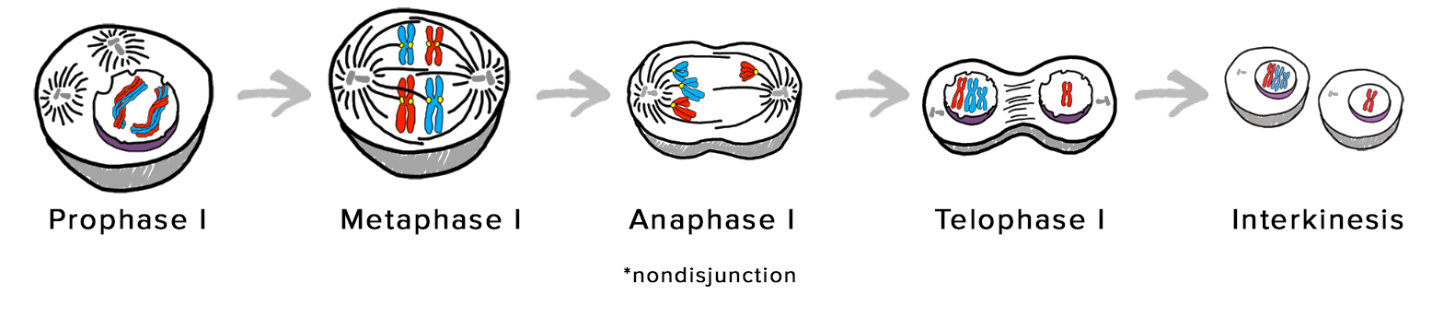 Prophase I
Metaphase I
Anaphase I
Telophase I
Interkinesis
*nondisjunction